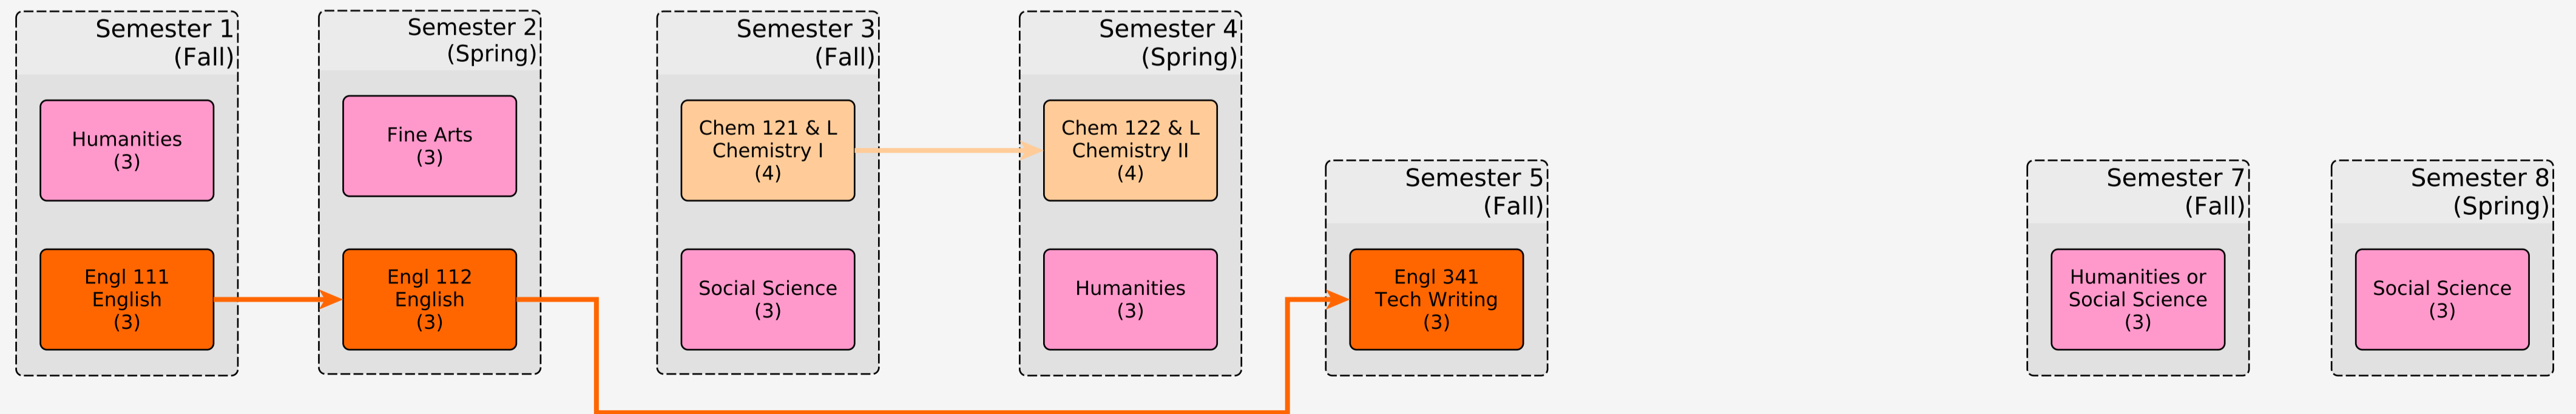 Semester 1
(Fall)
Humanities
(3)
Engl 111
English
(3)
Semester 2
(Spring)
Fine Arts
(3)
Engl 112
English
(3)
Semester 3
(Fall)
Chem 121 & L
Chemistry I
(4)
Social Science
(3)
Semester 4
(Spring)
Chem 122 & L
Chemistry II
(4)
Humanities
(3)
Semester 5
(Fall)
Engl 341
Tech Writing
(3)
Semester 7
(Fall)
Humanities or
Social Science
(3)
Semester 8
(Spring)
Social Science
(3)